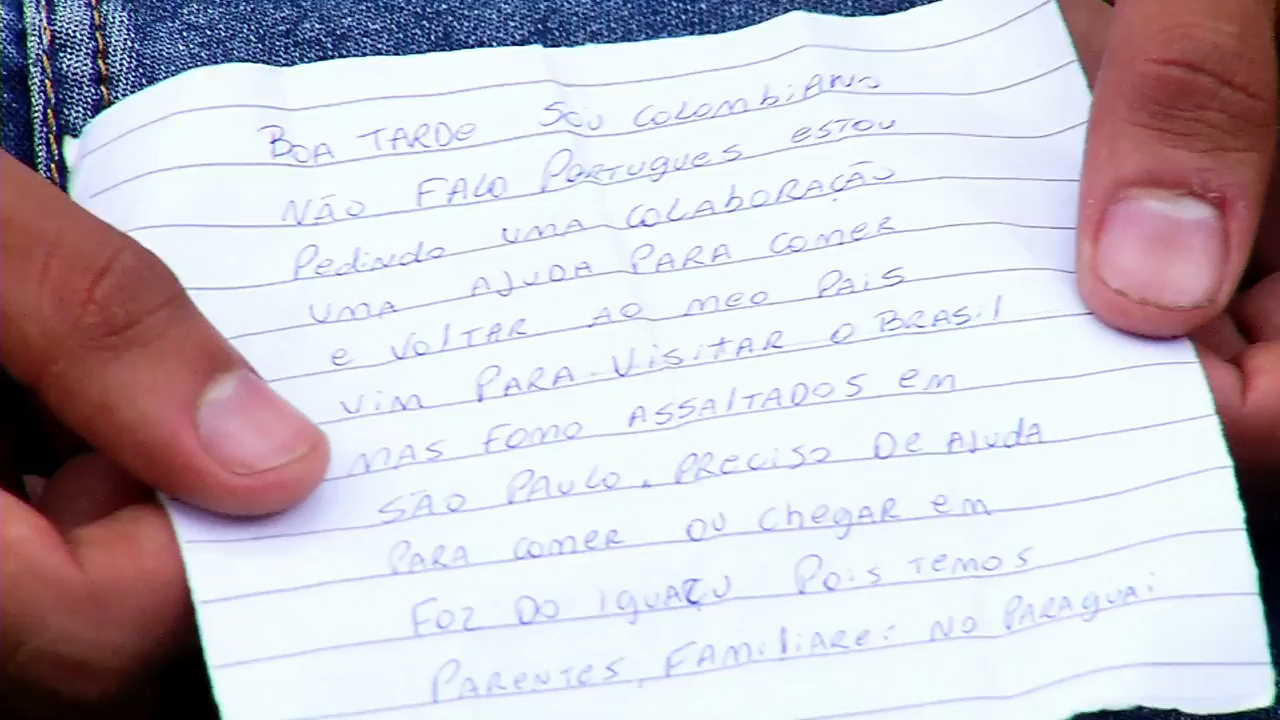 BOA TARDE SOU COLOMBIANO
NÃO FALO PORTUGUES ESTOU
Pedindo UMA COLABORAÇÃO
UMA AJUDA PARA COMER
e VOLTAR AO MEO PAIS
VIM PARA VISITAR O BRASIL
MAS FOMO ASSALTADOS em
SÃO PAULO. PRECISO De AJUDA
PARA COMER OU CHEGAR em
FOZ DO IGUAÇU POIS TEMOS
PARENTES, FAMILIARES NO PARAGUAI